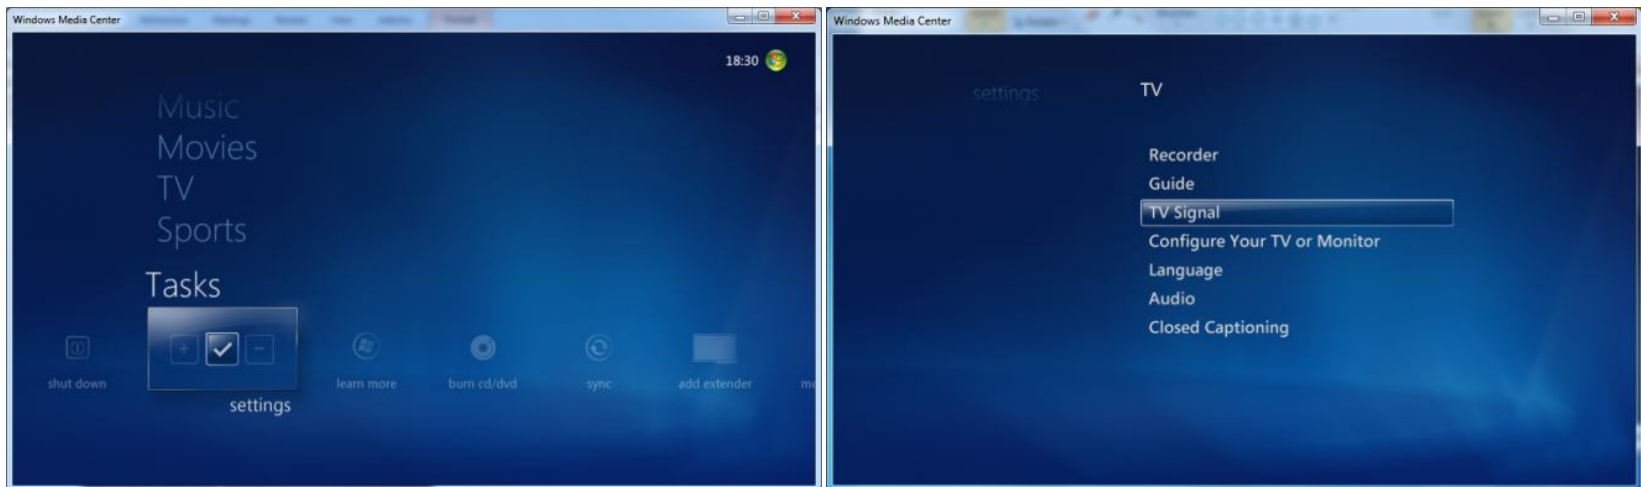 Windows Media Center
18:30
Music
Movies
TV
Sports
Tasks
shut down
learn more
burn cd/dvd
sync
add extender
settings
Windows Media Center
settings
TV
Recorder
Guide
TV Signal
Configure Your TV or Monitor
Language
Audio
Closed Captioning